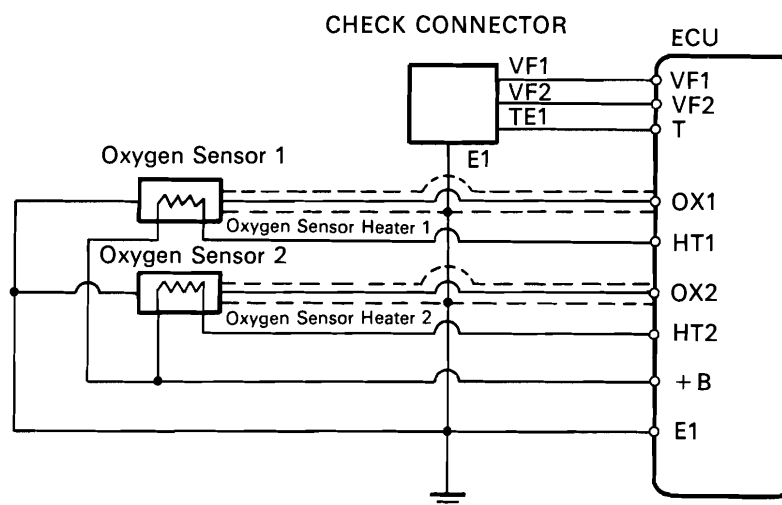 CHECK CONNECTOR
ECU
VF1
VF2
TE1
E1
VF1
VF2
T
Oxygen Sensor 1
OX1
Oxygen Sensor Heater 1
HT1
Oxygen Sensor 2
OX2
Oxygen Sensor Heater 2
HT2
+B
E1